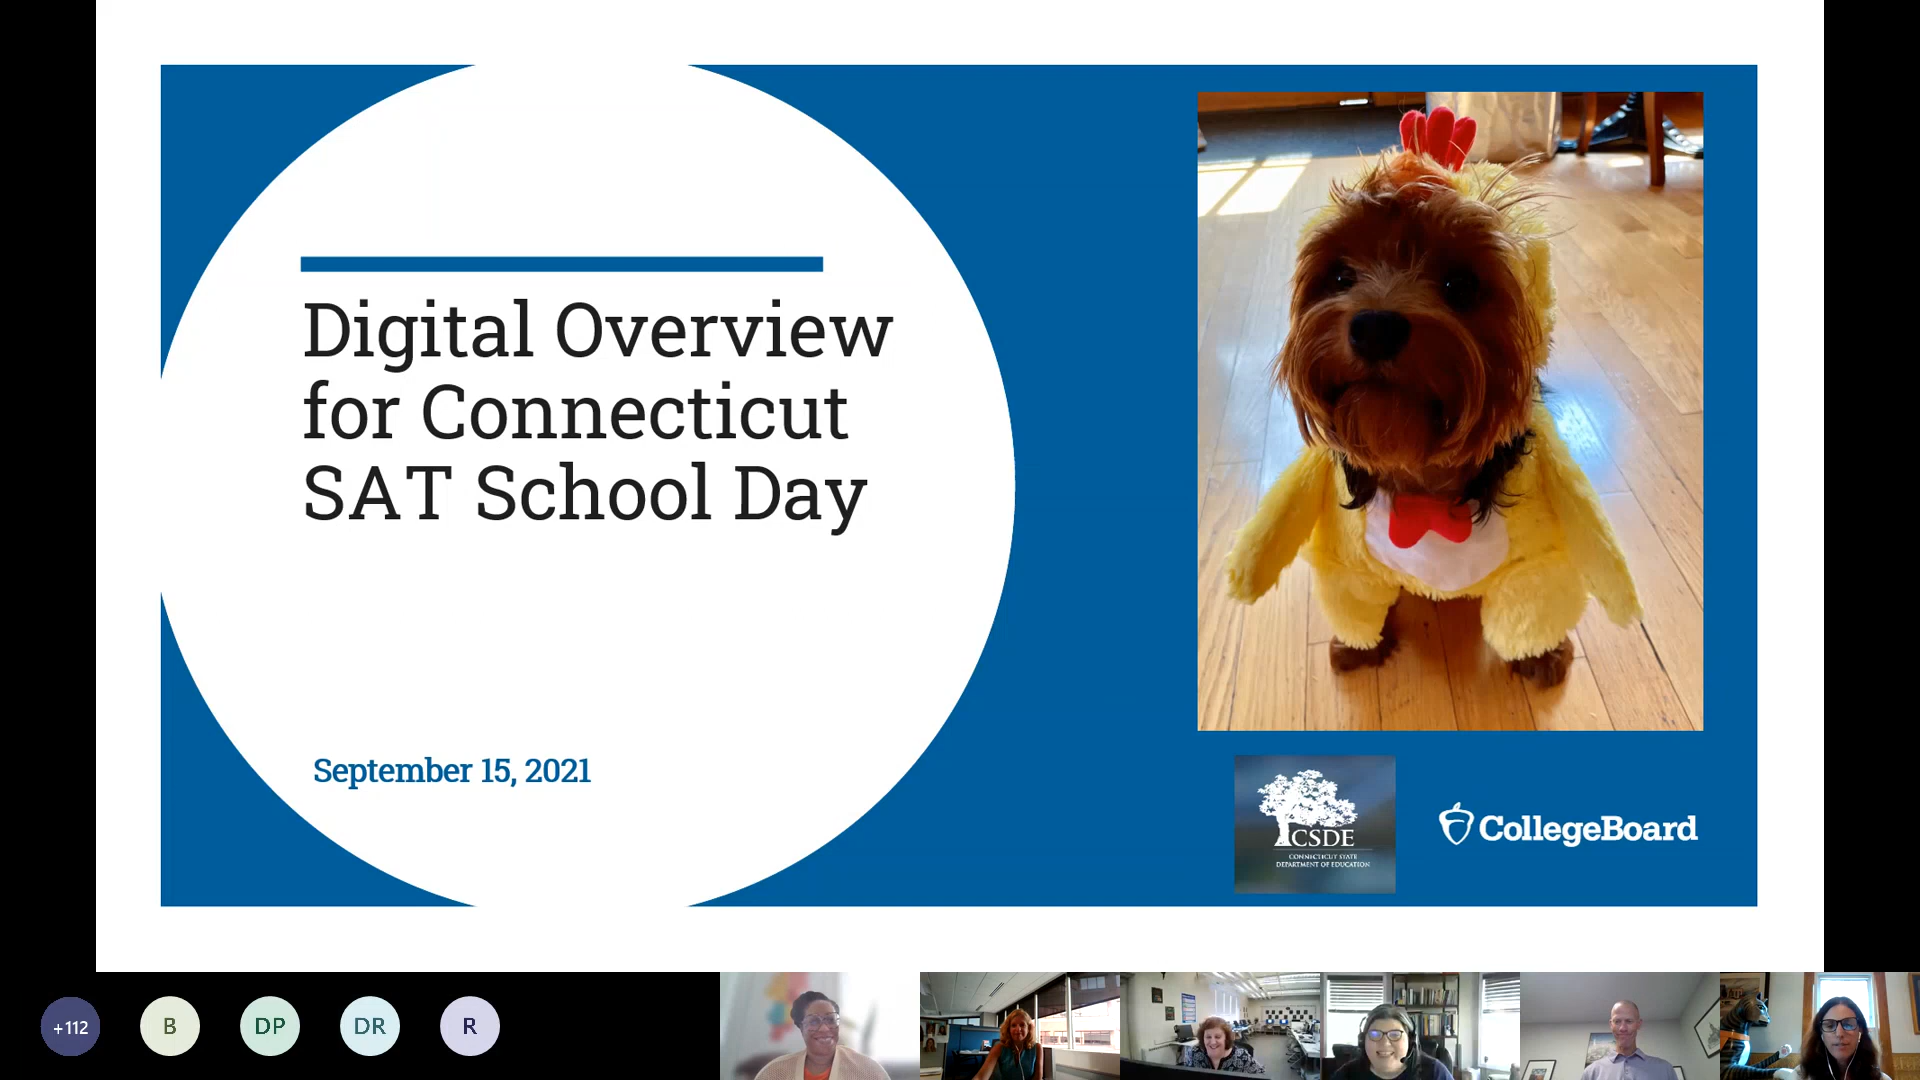 Digital Overview
for Connecticut
SAT School Day
September 15, 2021
CSDE
CONNECTICUT STATE
DEPARTMENT OF EDUCATION
CollegeBoard
+112
B
DP
DR
R